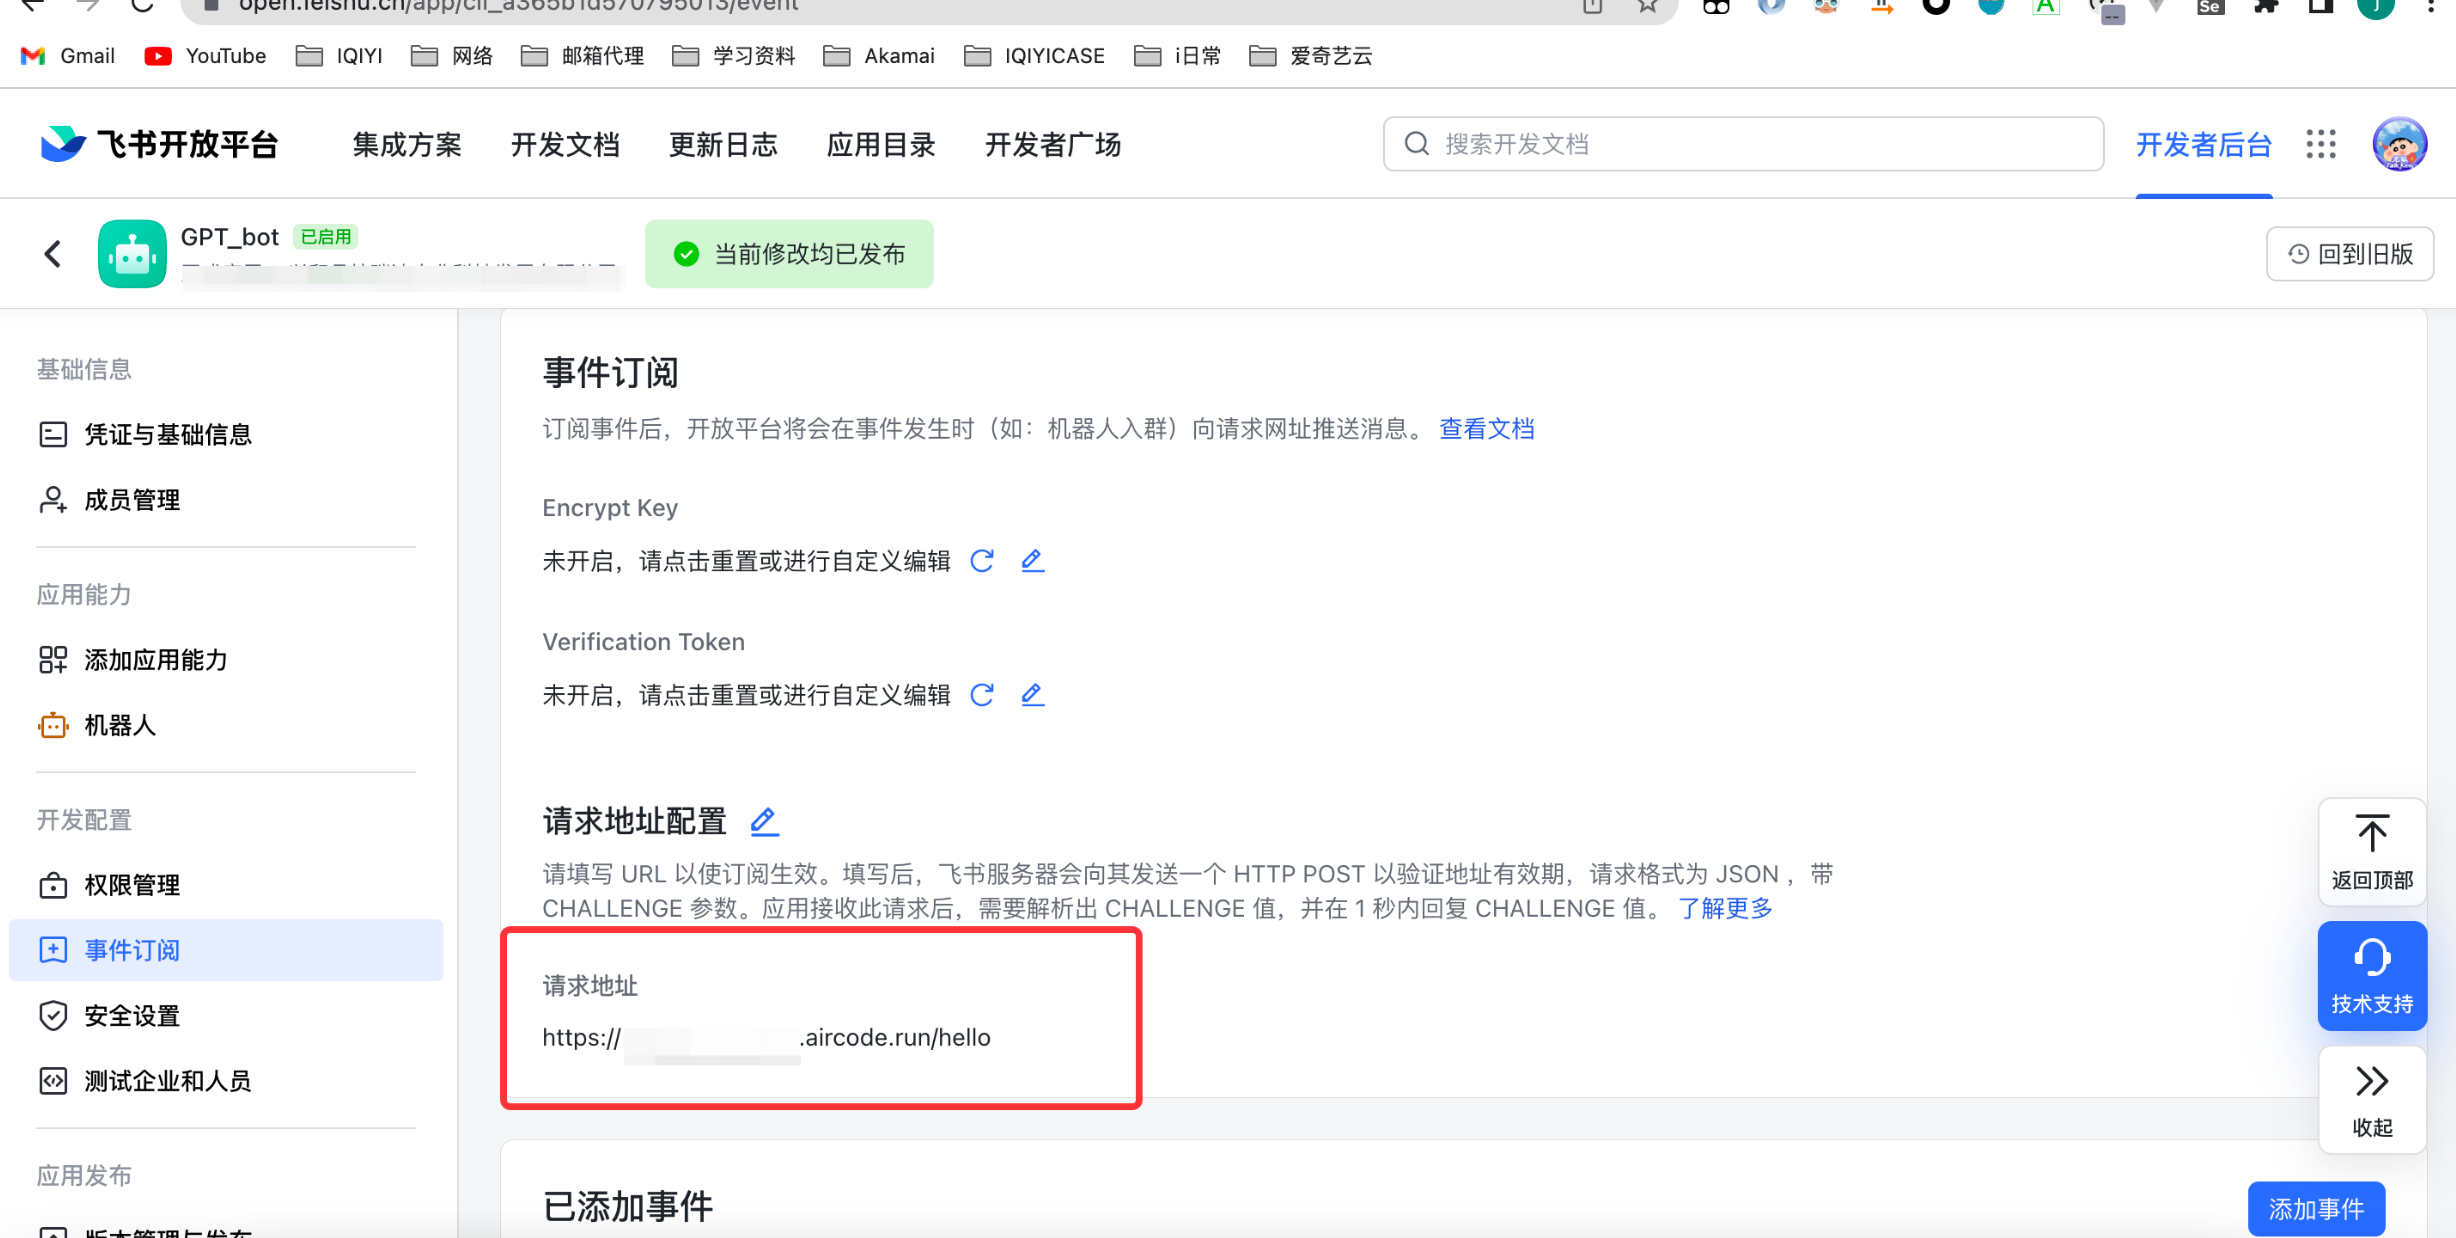 Gmail
YouTube
IQIYI
网络
邮箱代理
学习资料
Akamai
IQIYICASE
i日常
爱奇艺云
飞书开放平台
集成方案
开发文档
更新日志
应用目录
开发者广场
搜索开发文档
开发者后台
GPT_bot
已启用
当前修改均已发布
回到旧版
基础信息
凭证与基础信息
成员管理
应用能力
添加应用能力
机器人
开发配置
权限管理
事件订阅
安全设置
测试企业和人员
应用发布
版本管理与发布
事件订阅
订阅事件后，开放平台将会在事件发生时（如：机器人入群）向请求网址推送消息。 查看文档
Encrypt Key
未开启，请点击重置或进行自定义编辑
Verification Token
未开启，请点击重置或进行自定义编辑
请求地址配置
请填写 URL 以使订阅生效。填写后，飞书服务器会向其发送一个 HTTP POST 以验证地址有效期，请求格式为 JSON ，带
CHALLENGE 参数。应用接收此请求后，需要解析出 CHALLENGE 值，并在 1 秒内回复 CHALLENGE 值。 了解更多
请求地址
https:// .aircode.run/hello
已添加事件
添加事件
返回顶部
技术支持
收起